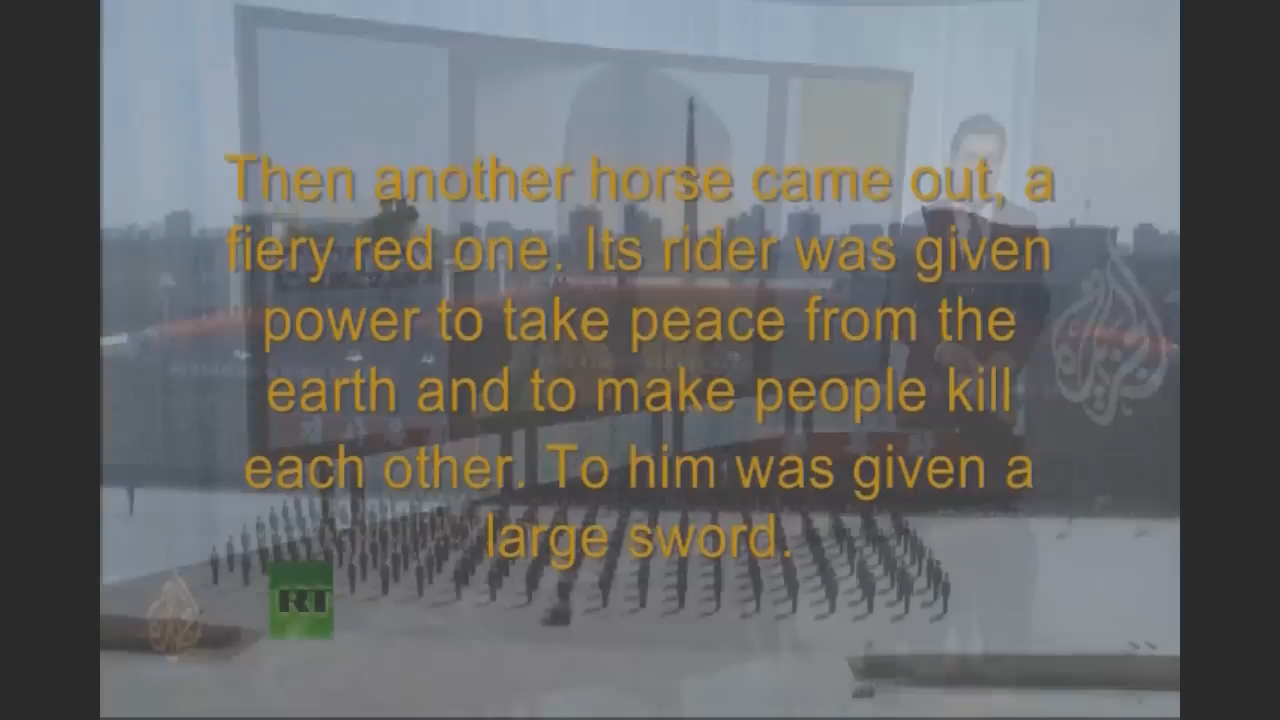 Then another horse came out, a
fiery red one. Its rider was given
power to take peace from the
earth and to make people kill
each other. To him was given a
large sword.
RT